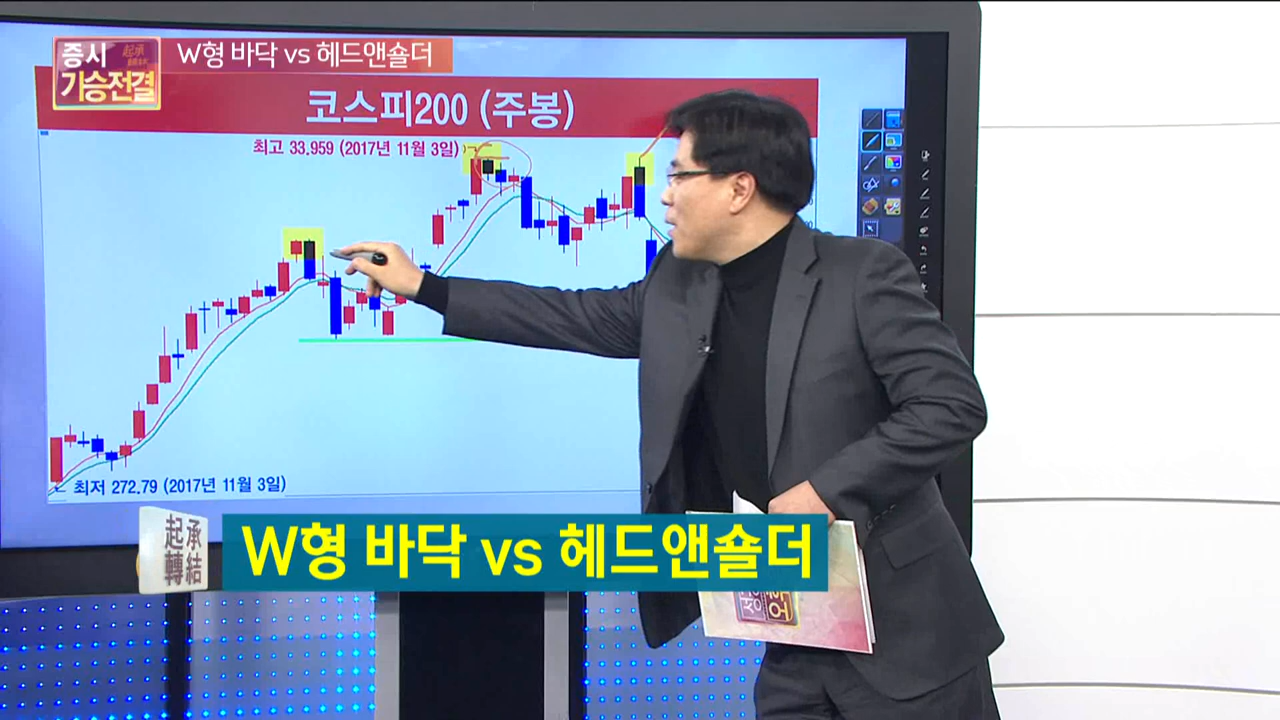 증시
기승전결
起承
W형 바닥 vs 헤드앤숄더
코스피200 (주봉)
최고 33.959 (2017년 11월 3일)
최저 272.79 (2017년 11월 3일)
起承
轉結
W형 바닥 vs 헤드앤숄더